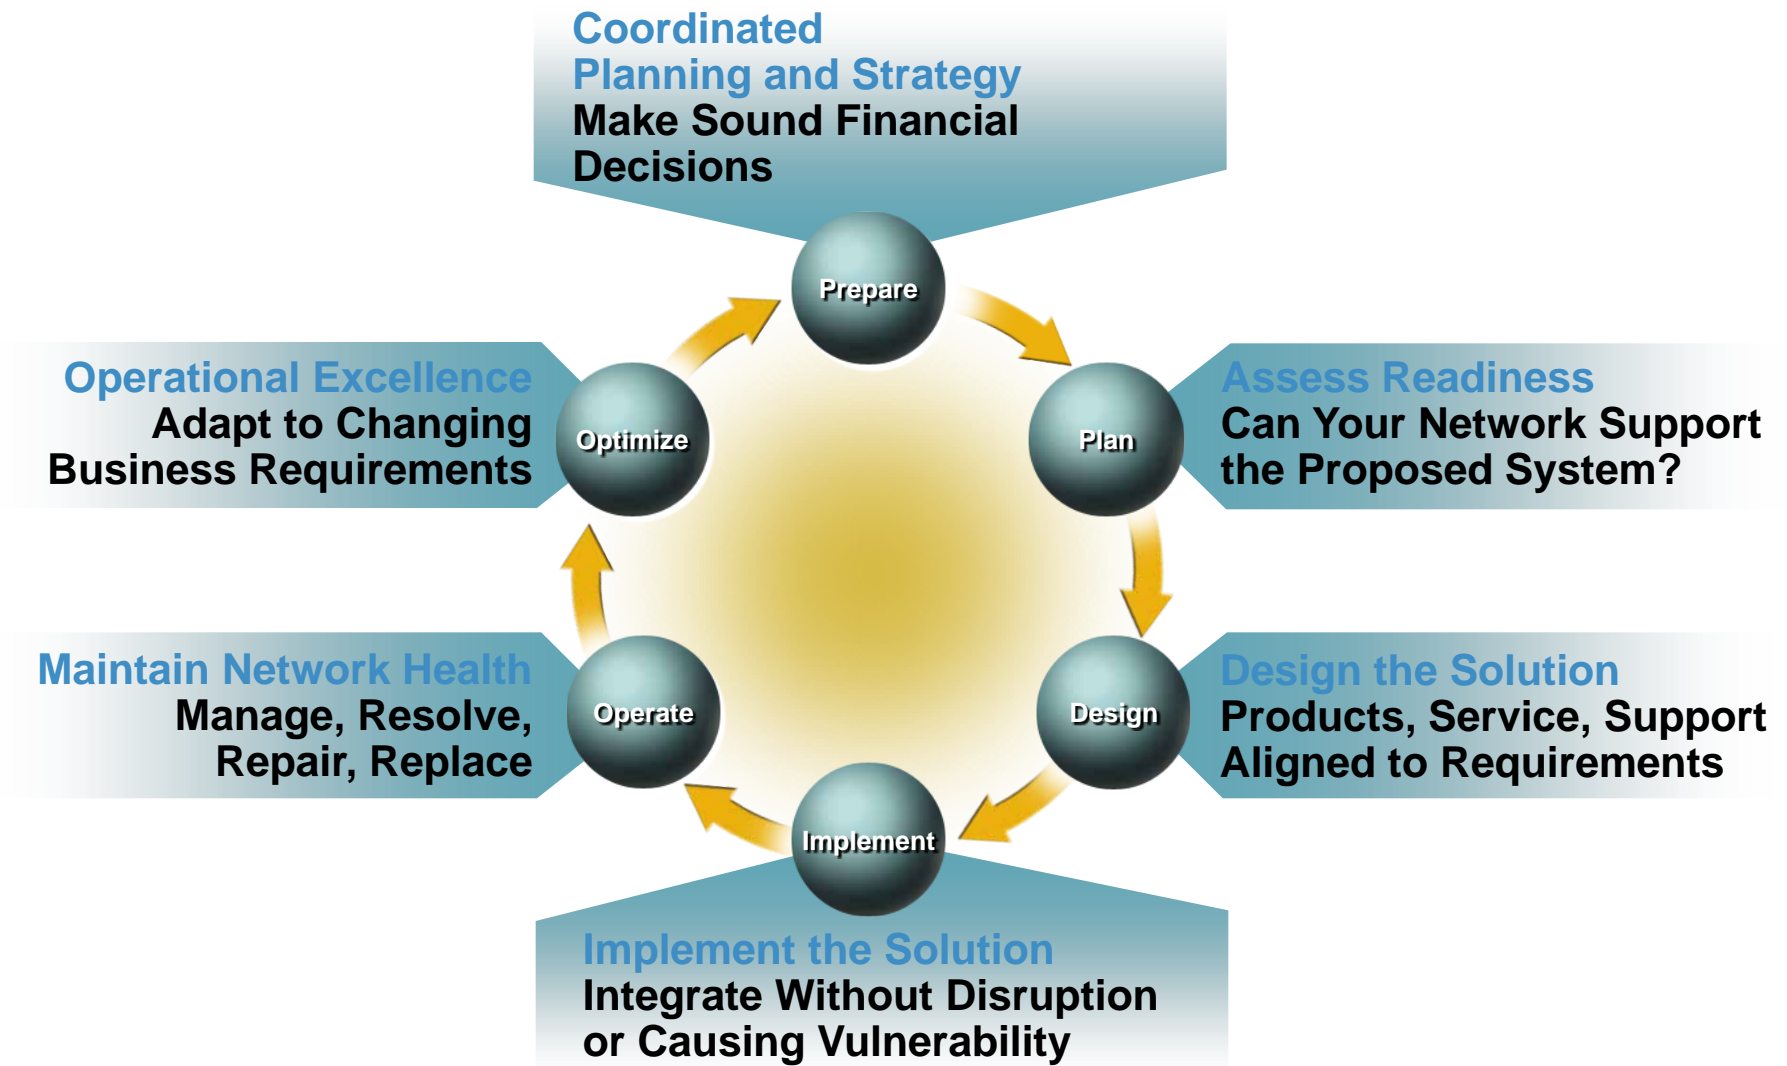 Coordinated
Planning and Strategy
Make Sound Financial
Decisions
Prepare
Operational Excellence
Adapt to Changing
Business Requirements
Optimize
Plan
Assess Readiness
Can Your Network Support
the Proposed System?
Maintain Network Health
Manage, Resolve,
Repair, Replace
Operate
Design
Design the Solution
Products, Service, Support
Aligned to Requirements
Implement
Implement the Solution
Integrate Without Disruption
or Causing Vulnerability